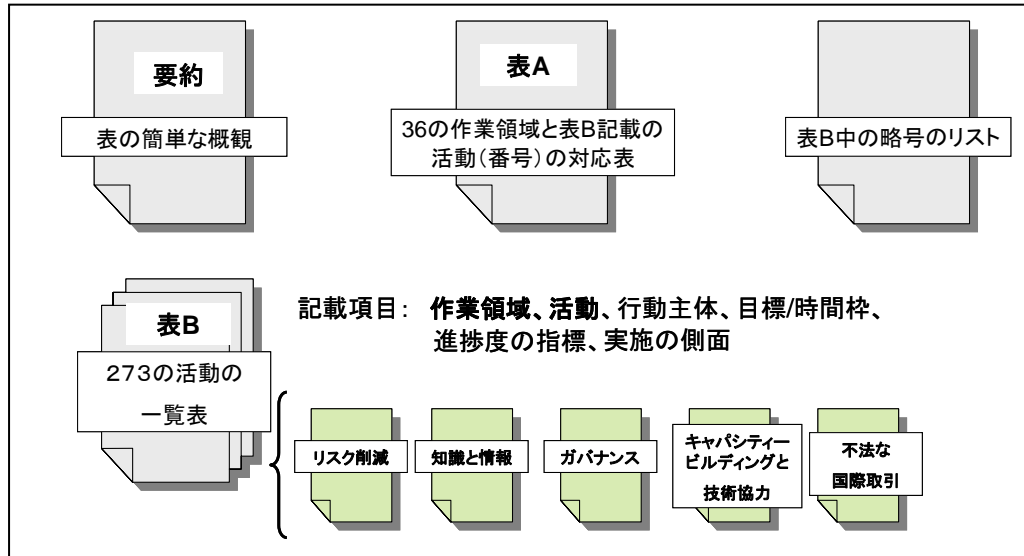 要約
表の簡単な概観
表A
36の作業領域と表B記載の
活動(番号)の対応表
表B中の略号のリスト
表B
273の活動の
一覧表
記載項目: 作業領域、活動、行動主体、目標/時間枠、
進捗度の指標、実施の側面
リスク削減
知識と情報
ガバナンス
キャパシティー
ビルディングと
技術協力
不法な
国際取引